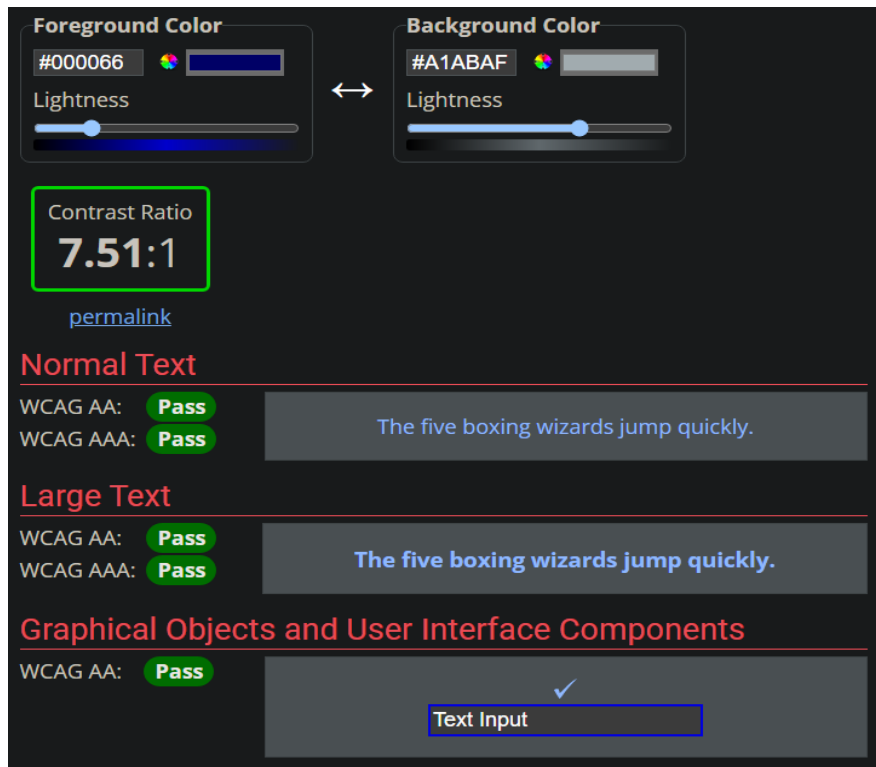 Foreground Color
#000066
Lightness
↔
Background Color
#A1ABAF
Lightness
Contrast Ratio
7.51:1
permalink
Normal Text
WCAG AA: Pass
WCAG AAA: Pass
The five boxing wizards jump quickly.
Large Text
WCAG AA: Pass
WCAG AAA: Pass
The five boxing wizards jump quickly.
Graphical Objects and User Interface Components
WCAG AA: Pass
✓
Text Input